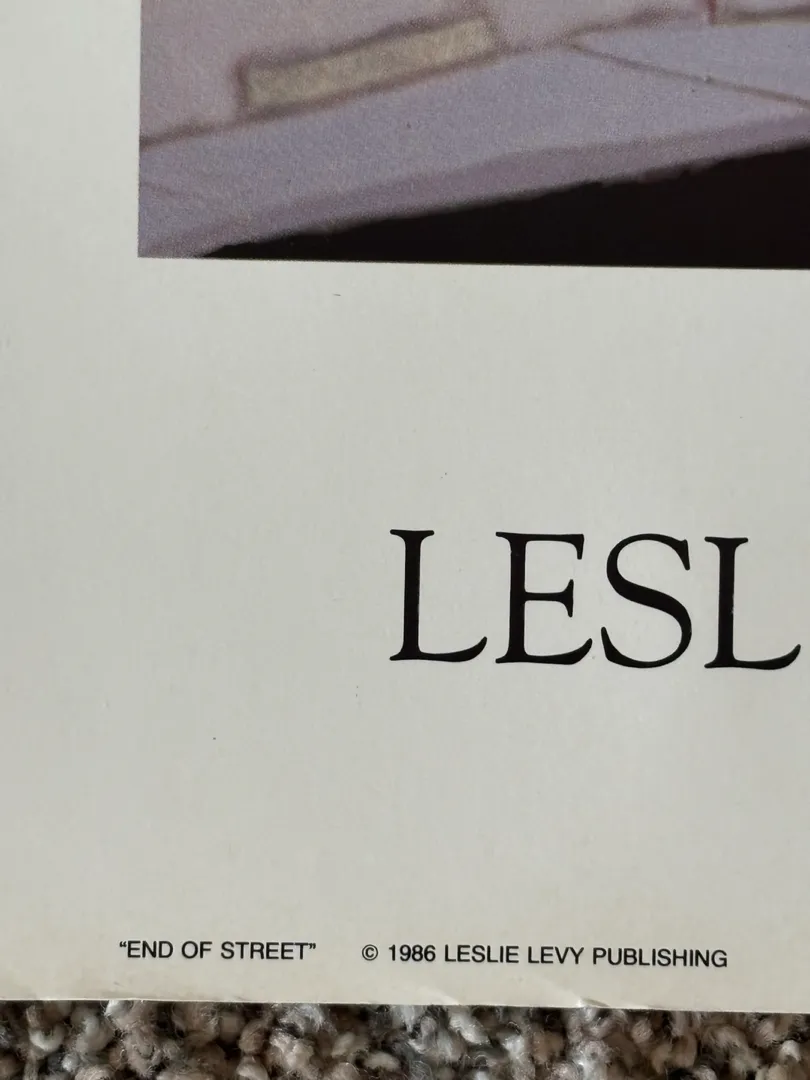 LESL
“END OF STREET” © 1986 LESLIE LEVY PUBLISHING